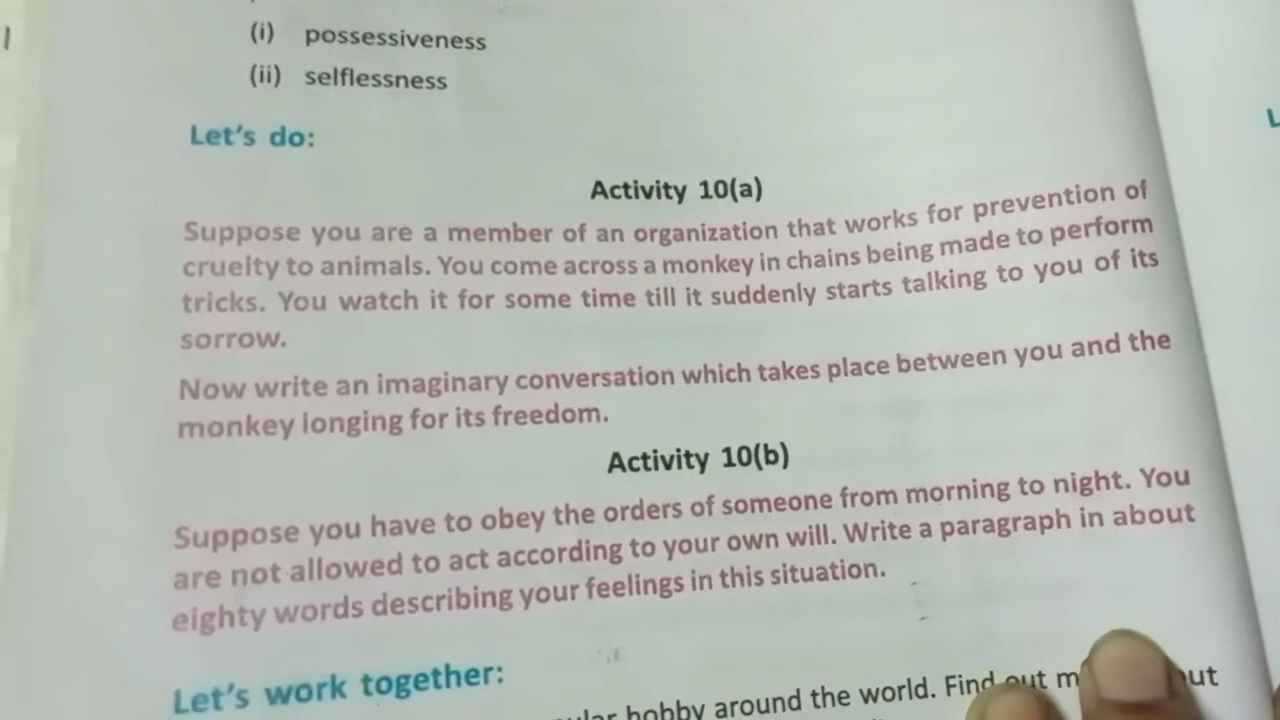 (i) possessiveness
(ii) selflessness
Let's do:
Activity 10(a)
Suppose you are a member of an organization that works for prevention of
cruelty to animals. You come across a monkey in chains being made to perform
tricks. You watch it for some time till it suddenly starts talking to you of its
sorrow.
Now write an imaginary conversation which takes place between you and the
monkey longing for its freedom.
Activity 10(b)
Suppose you have to obey the orders of someone from morning to night. You
are not allowed to act according to your own will. Write a paragraph in about
eighty words describing your feelings in this situation.
Let's work together:
hobby around the world. Find out